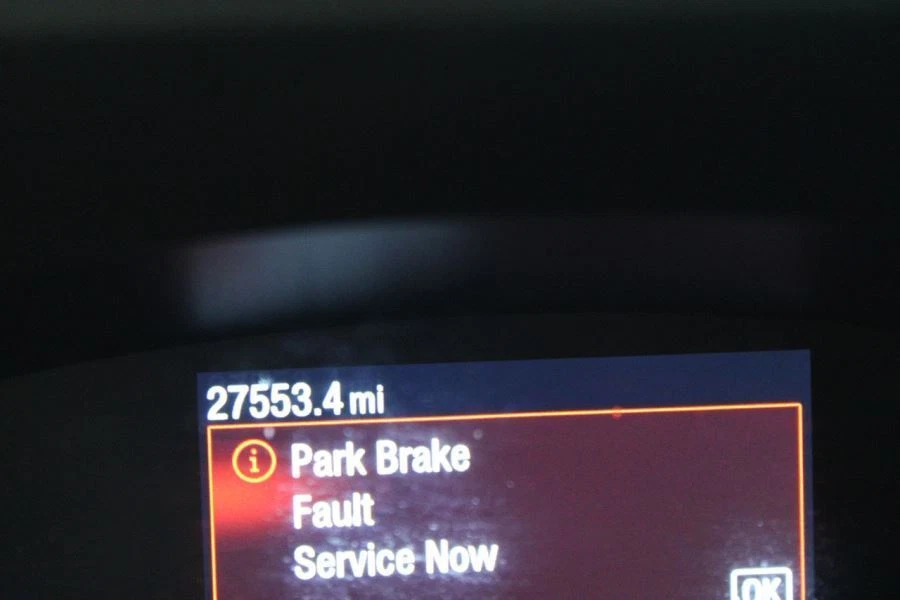 27553.4 mi
Park Brake
Fault
Service Now
OK